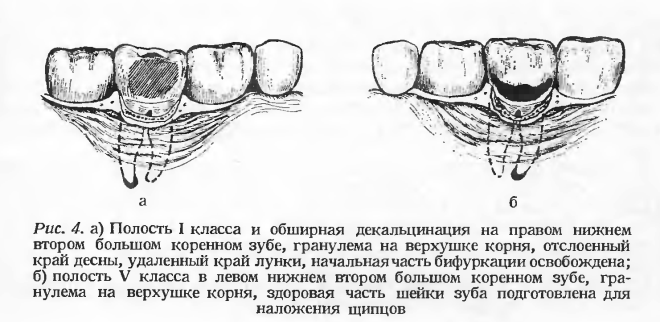 а
б
Рис. 4. а) Полость I класса и обширная декальцинация на правом нижнем
втором большом коренном зубе, гранулема на верхушке корня, отслоенный
край десны, удаленный край лунки, начальная часть бифуркации освобождена;
б) полость V класса в левом нижнем втором большом коренном зубе, гра-
нулема на верхушке корня, здоровая часть шейки зуба подготовлена для
наложения щипцов